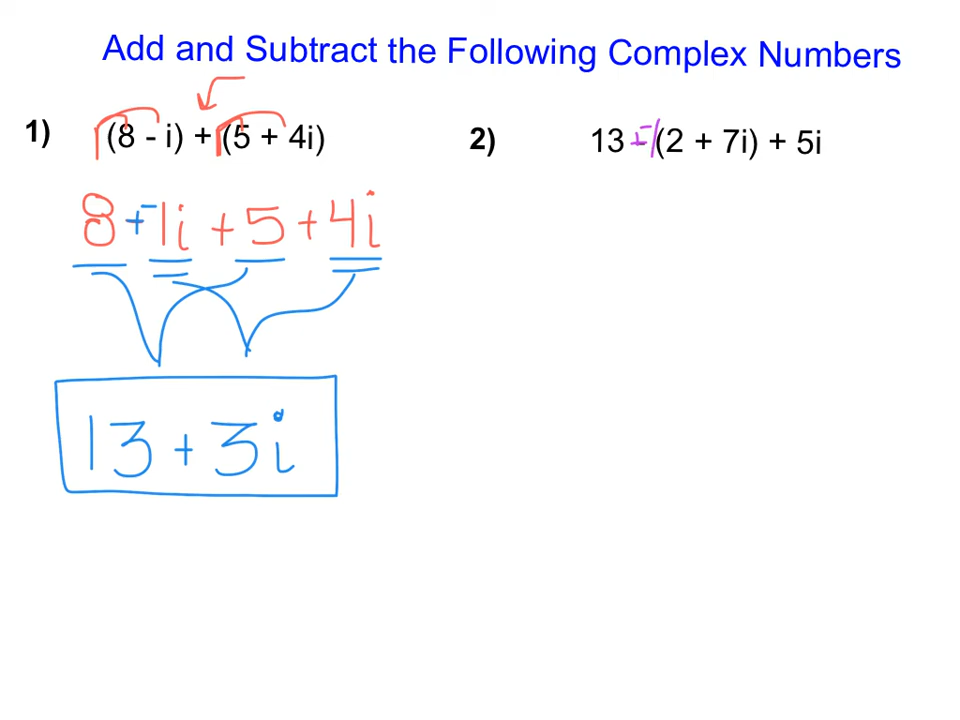 Add and Subtract the Following Complex Numbers
1) (8 - i) + (5 + 4i)
2) 13 + -1(2 + 7i) + 5i
8 + -1i + 5 + 4i
13 + 3i